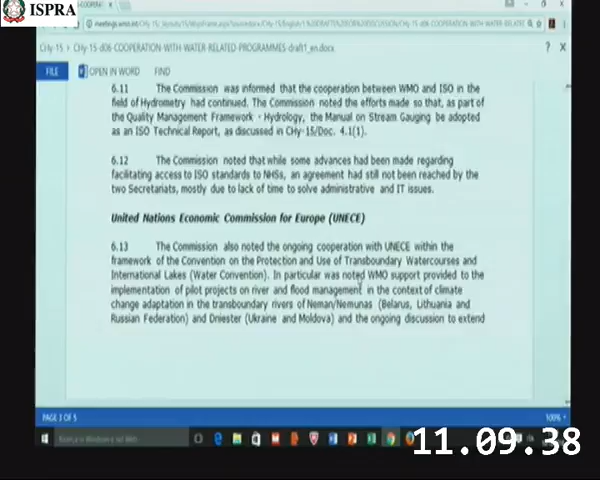 ISPRA
CHy-15 > CHy-15-d06-COOPERATION-WITH-WATER-RELATED-PROGRAMMES-draft1_en.docx
? ×
FILE OPEN IN WORD FIND
6.11 The Commission was informed that the cooperation between WMO and ISO in the
field of Hydrometry had continued. The Commission noted the efforts made so that, as part of
the Quality Management Framework - Hydrology, the Manual on Stream Gauging be adopted
as an ISO Technical Report, as discussed in CHy-15/Doc. 4.1(1).
6.12 The Commission noted that while some advances had been made regarding
facilitating access to ISO standards to NHSs, an agreement had still not been reached by the
two Secretariats, mostly due to lack of time to solve administrative and IT issues.
United Nations Economic Commission for Europe (UNECE)
6.13 The Commission also noted the ongoing cooperation with UNECE within the
framework of the Convention on the Protection and Use of Transboundary Watercourses and
International Lakes (Water Convention). In particular was noted WMO support provided to the
implementation of pilot projects on river and flood management in the context of climate
change adaptation in the transboundary rivers of Neman/Nemunas (Belarus, Lithuania and
Russian Federation) and Dniester (Ukraine and Moldova) and the ongoing discussion to extend
PAGE 3 OF 5 100%
11.09.38